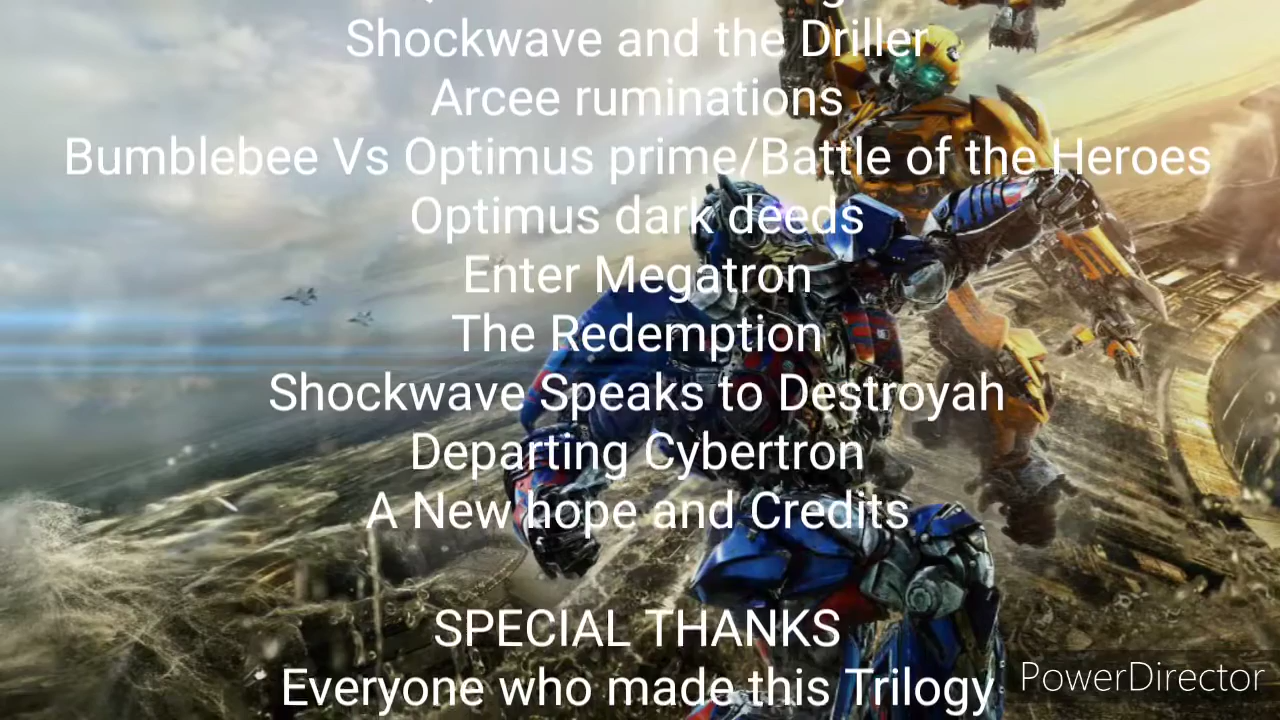 Shockwave and the Driller
Arcee ruminations
Bumblebee Vs Optimus prime/Battle of the Heroes
Optimus dark deeds
Enter Megatron
The Redemption
Shockwave Speaks to Destroyah
Departing Cybertron
A New hope and Credits
SPECIAL THANKS
Everyone who made this Trilogy
PowerDirector